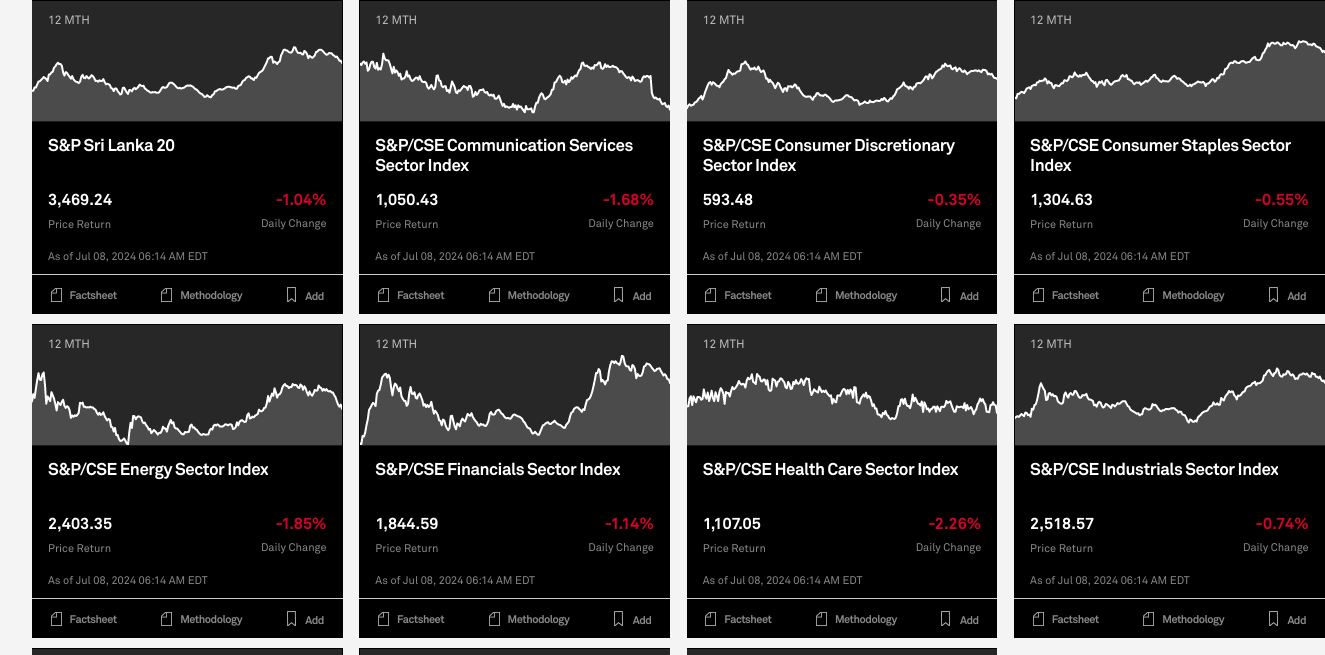 12 MTH
S&P Sri Lanka 20
3,469.24
-1.04%
Price Return
Daily Change
As of Jul 08, 2024 06:14 AM EDT
Factsheet
Methodology
Add
12 MTH
S&P/CSE Communication Services
Sector Index
1,050.43
-1.68%
Price Return
Daily Change
As of Jul 08, 2024 06:14 AM EDT
Factsheet
Methodology
Add
12 MTH
S&P/CSE Consumer Discretionary
Sector Index
593.48
-0.35%
Price Return
Daily Change
As of Jul 08, 2024 06:14 AM EDT
Factsheet
Methodology
Add
12 MTH
S&P/CSE Consumer Staples Sector
Index
1,304.63
-0.55%
Price Return
Daily Change
As of Jul 08, 2024 06:14 AM EDT
Factsheet
Methodology
Add
12 MTH
S&P/CSE Energy Sector Index
2,403.35
-1.85%
Price Return
Daily Change
As of Jul 08, 2024 06:14 AM EDT
Factsheet
Methodology
Add
12 MTH
S&P/CSE Financials Sector Index
1,844.59
-1.14%
Price Return
Daily Change
As of Jul 08, 2024 06:14 AM EDT
Factsheet
Methodology
Add
12 MTH
S&P/CSE Health Care Sector Index
1,107.05
-2.26%
Price Return
Daily Change
As of Jul 08, 2024 06:14 AM EDT
Factsheet
Methodology
Add
12 MTH
S&P/CSE Industrials Sector Index
2,518.57
-0.74%
Price Return
Daily Change
As of Jul 08, 2024 06:14 AM EDT
Factsheet
Methodology
Add